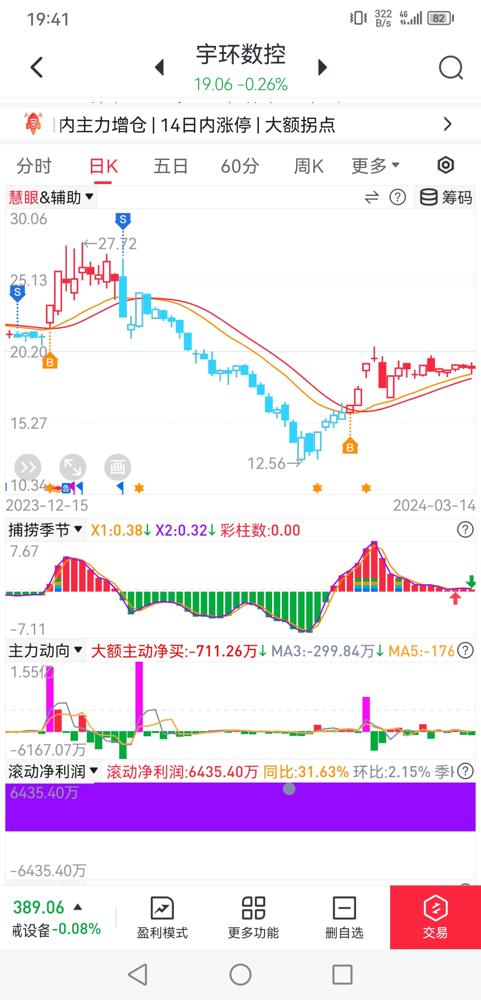 19:41
322 B/s
4G
82
宇环数控
19.06 -0.26%
内主力增仓 | 14日内涨停 | 大额拐点
分时 日K 五日 60分 周K 更多
慧眼&辅助
? 筹码
30.06
S
←27.72
25.13
S
20.20
B
15.27
B
12.56→
画
10.34
告
2023-12-15 2024-03-14
捕捞季节 X1:0.38↓ X2:0.32↓ 彩柱数:0.00 ?
7.67
-7.11
主力动向 大额主动净买:-711.26万↓ MA3:-299.84万↓ MA5:-176 ?
1.55亿
-6167.07万
滚动净利润 滚动净利润:6435.40万 同比:31.63% 环比:2.15% 季 ?
6435.40万
-6435.40万
389.06
械设备 -0.08%
盈利模式
更多功能
删自选
交易